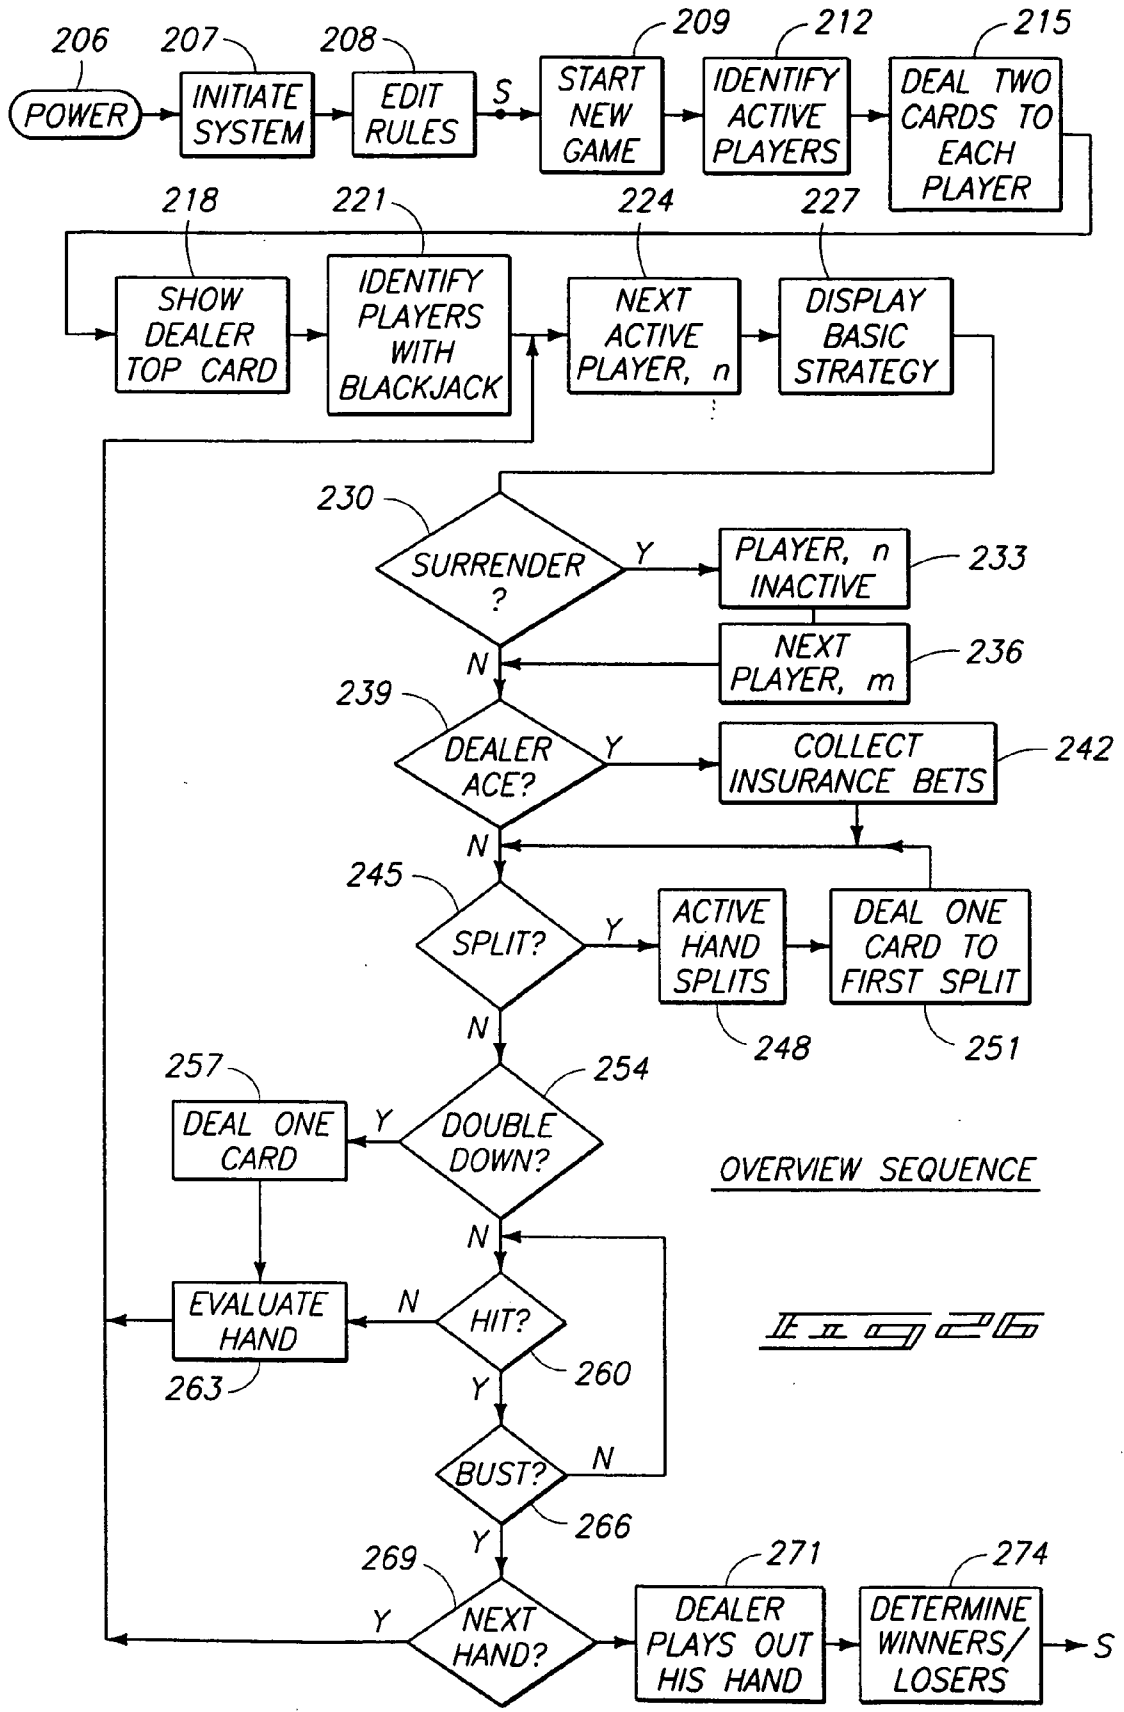 206
207
208
209
212
215
POWER
INITIATE
SYSTEM
EDIT
RULES
S
START
NEW
GAME
IDENTIFY
ACTIVE
PLAYERS
DEAL TWO
CARDS TO
EACH
PLAYER
218
221
224
227
SHOW
DEALER
TOP CARD
IDENTIFY
PLAYERS
WITH
BLACKJACK
NEXT
ACTIVE
PLAYER, n
DISPLAY
BASIC
STRATEGY
230
SURRENDER
?
Y
PLAYER, n
INACTIVE
233
N
NEXT
PLAYER, m
236
239
DEALER
ACE?
Y
COLLECT
INSURANCE BETS
242
N
245
SPLIT?
Y
ACTIVE
HAND
SPLITS
DEAL ONE
CARD TO
FIRST SPLIT
248
251
N
257
254
DEAL ONE
CARD
Y
DOUBLE
DOWN?
OVERVIEW SEQUENCE
N
EVALUATE
HAND
N
HIT?
263
260
Y
Fig 26
BUST?
N
266
Y
269
271
274
Y
NEXT
HAND?
DEALER
PLAYS OUT
HIS HAND
DETERMINE
WINNERS/
LOSERS
S